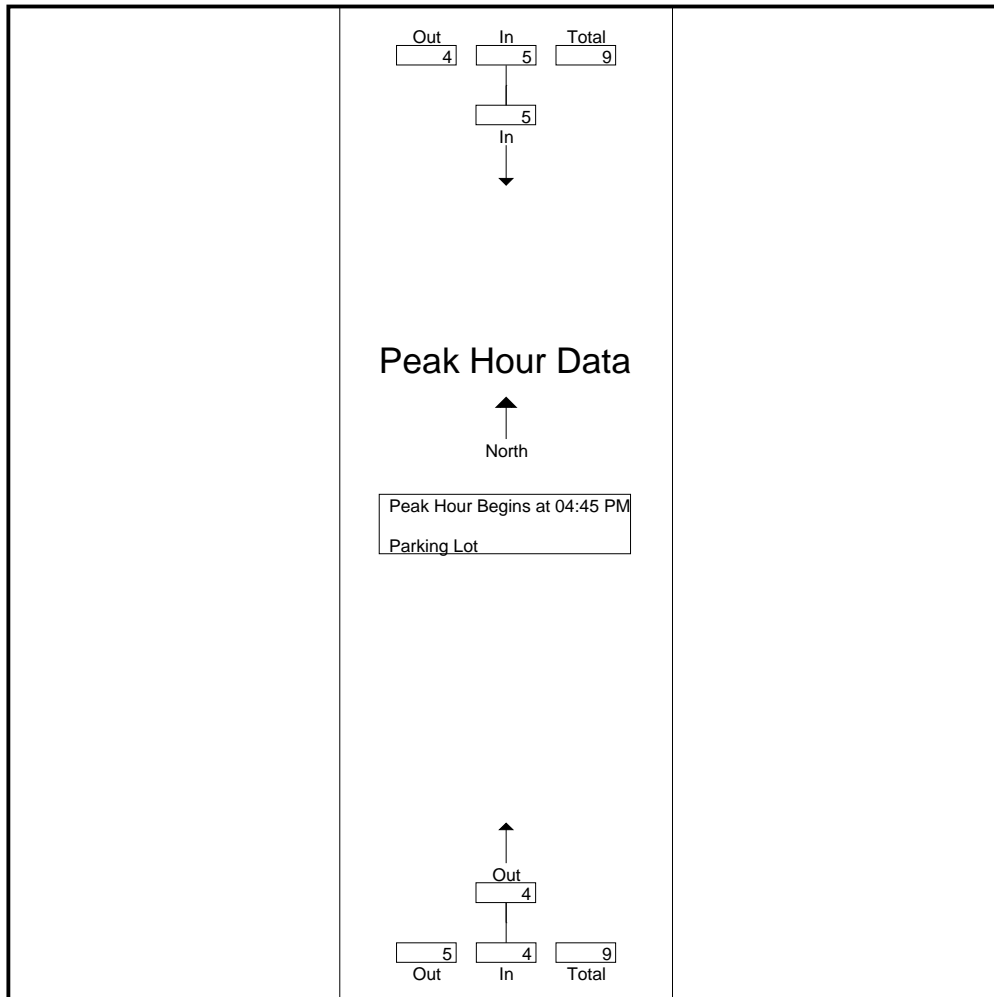 Out In Total
4 5 9
5
In
Peak Hour Data
North
Peak Hour Begins at 04:45 PM
Parking Lot
Out
4
5 4 9
Out In Total